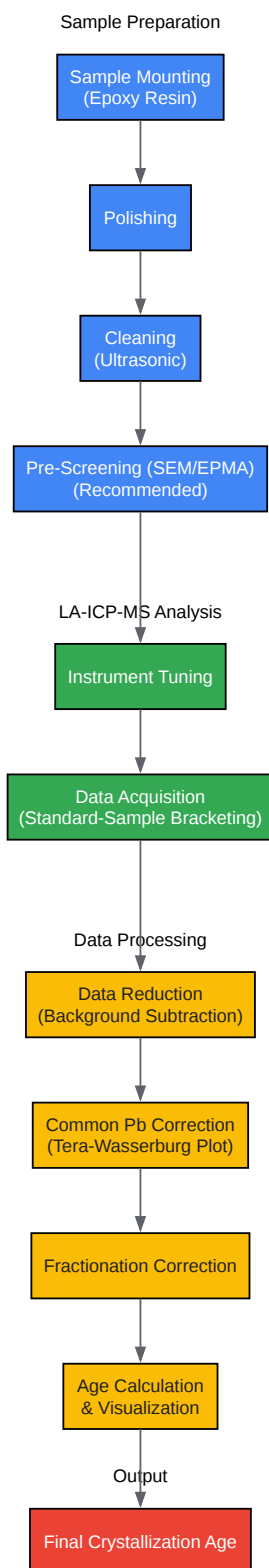 Sample Preparation
Sample Mounting
(Epoxy Resin)
Polishing
Cleaning
(Ultrasonic)
Pre-Screening (SEM/EPMA)
(Recommended)
LA-ICP-MS Analysis
Instrument Tuning
Data Acquisition
(Standard-Sample Bracketing)
Data Processing
Data Reduction
(Background Subtraction)
Common Pb Correction
(Tera-Wasserburg Plot)
Fractionation Correction
Age Calculation
& Visualization
Output
Final Crystallization Age